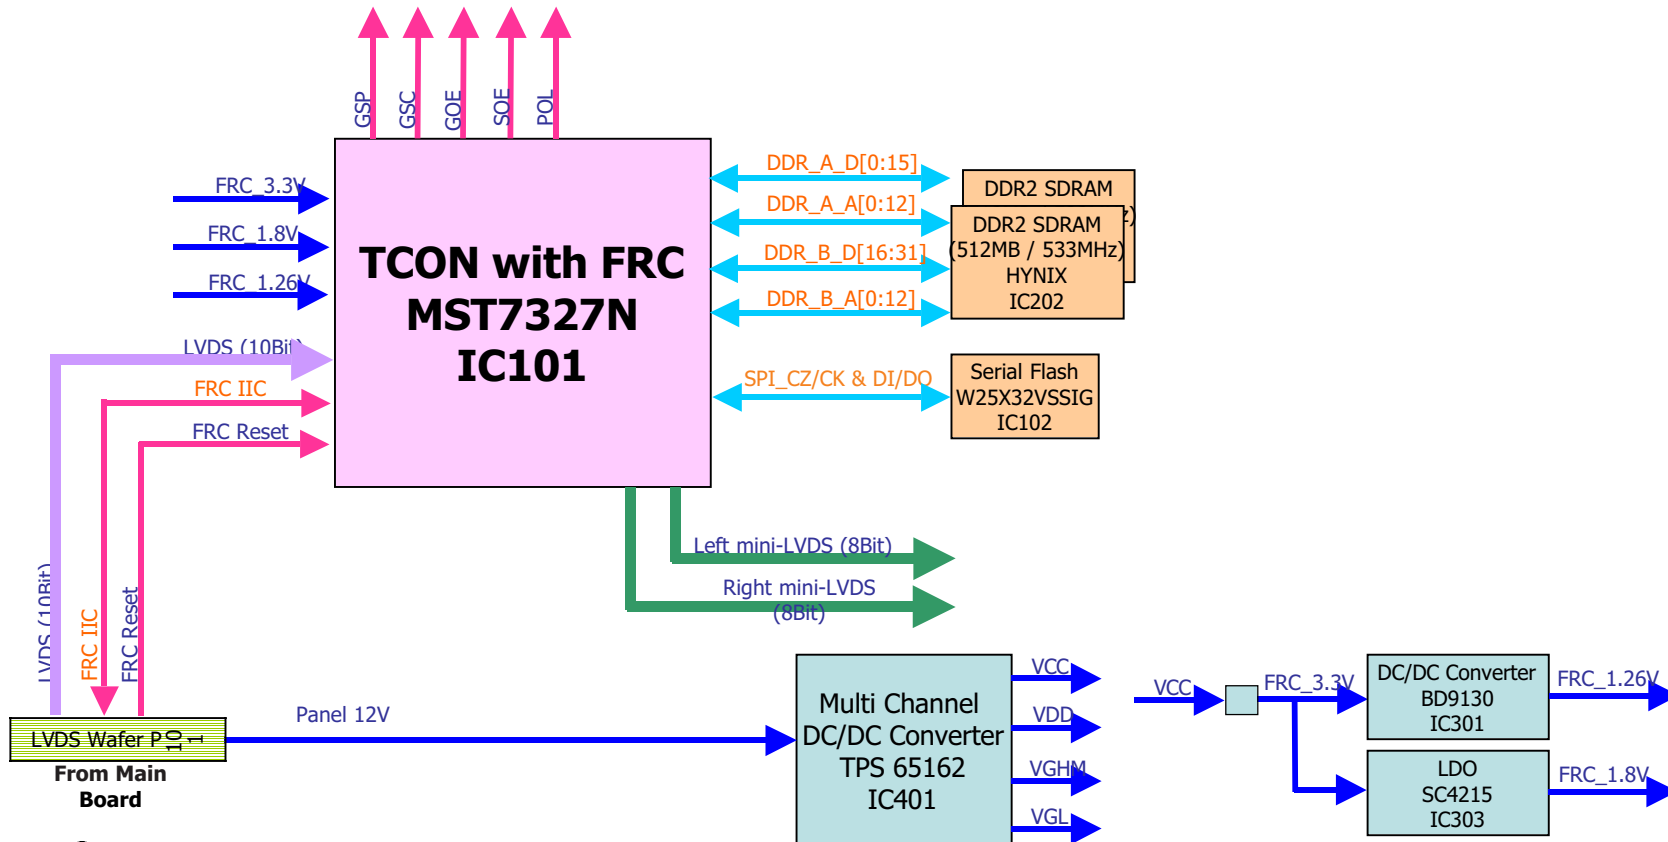 GSP
GSC
GOE
SOE
POL
FRC_3.3V
FRC_1.8V
FRC_1.26V
LVDS (10Bit)
FRC IIC
FRC Reset
TCON with FRC
MST7327N
IC101
DDR_A_D[0:15]
DDR_A_A[0:12]
DDR_B_D[16:31]
DDR_B_A[0:12]
SPI_CZ/CK & DI/DO
DDR2 SDRAM
z)
DDR2 SDRAM
(512MB / 533MHz)
HYNIX
IC202
Serial Flash
W25X32VSSIG
IC102
Left mini-LVDS (8Bit)
Right mini-LVDS
(8Bit)
LVDS (10Bit)
FRC IIC
FRC Reset
LVDS Wafer P
10
1
From Main
Board
Panel 12V
Multi Channel
DC/DC Converter
TPS 65162
IC401
VCC
VDD
VGHM
VGL
VCC
FRC_3.3V
DC/DC Converter
BD9130
IC301
FRC_1.26V
LDO
SC4215
IC303
FRC_1.8V